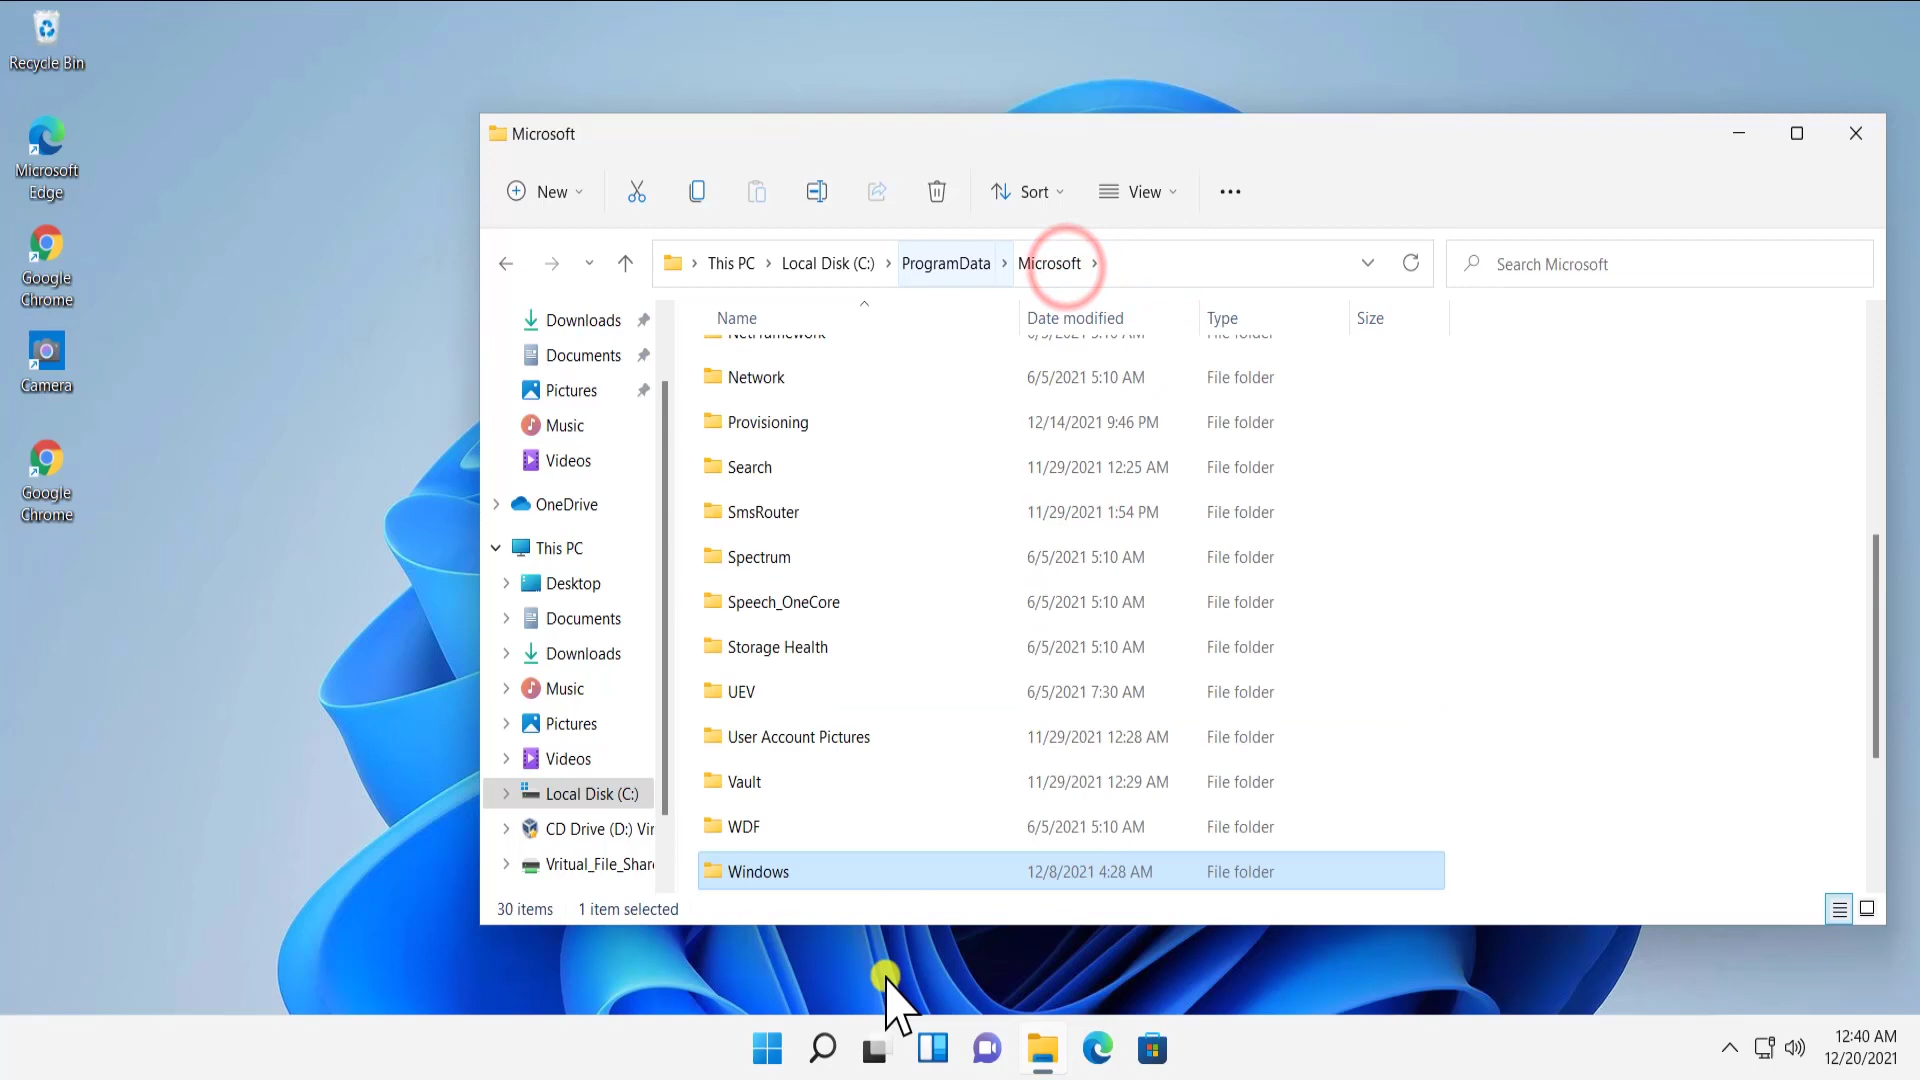 Recycle Bin
Microsoft
Edge
Google
Chrome
Camera
Google
Chrome
Microsoft
New
Sort
View
This PC
Local Disk (C:)
ProgramData
Microsoft
Search Microsoft
Downloads
Documents
Pictures
Music
Videos
OneDrive
This PC
Desktop
Documents
Downloads
Music
Pictures
Videos
Local Disk (C:)
CD Drive (D:) Vir
Vritual_File_Shar
Name Date modified Type Size
NetFramework 6/5/2021 5:10 AM File folder
Network 6/5/2021 5:10 AM File folder
Provisioning 12/14/2021 9:46 PM File folder
Search 11/29/2021 12:25 AM File folder
SmsRouter 11/29/2021 1:54 PM File folder
Spectrum 6/5/2021 5:10 AM File folder
Speech_OneCore 6/5/2021 5:10 AM File folder
Storage Health 6/5/2021 5:10 AM File folder
UEV 6/5/2021 7:30 AM File folder
User Account Pictures 11/29/2021 12:28 AM File folder
Vault 11/29/2021 12:29 AM File folder
WDF 6/5/2021 5:10 AM File folder
Windows 12/8/2021 4:28 AM File folder
30 items 1 item selected
12:40 AM
12/20/2021